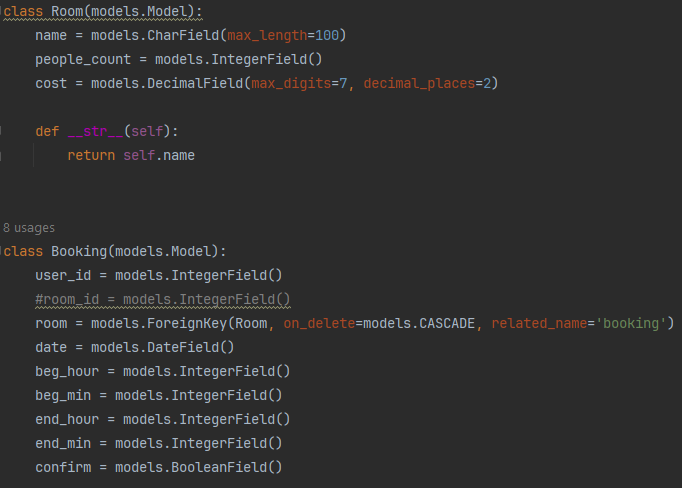 class Room(models.Model):
    name = models.CharField(max_length=100)
    people_count = models.IntegerField()
    cost = models.DecimalField(max_digits=7, decimal_places=2)
    def __str__(self):
        return self.name
8 usages
class Booking(models.Model):
    user_id = models.IntegerField()
    #room_id = models.IntegerField()
    room = models.ForeignKey(Room, on_delete=models.CASCADE, related_name='booking')
    date = models.DateField()
    beg_hour = models.IntegerField()
    beg_min = models.IntegerField()
    end_hour = models.IntegerField()
    end_min = models.IntegerField()
    confirm = models.BooleanField()